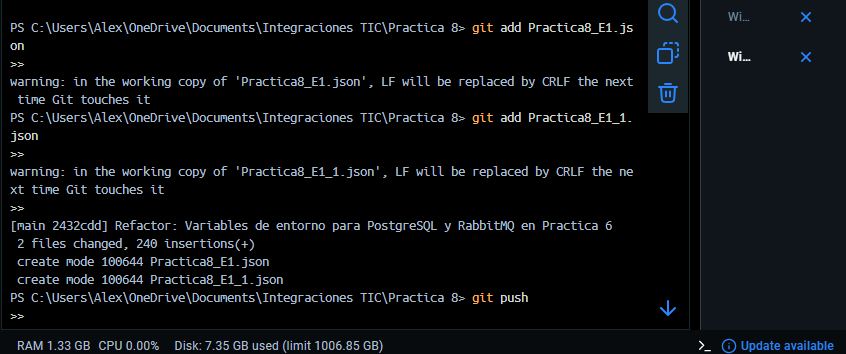 Wi...
PS C:\Users\Alex\OneDrive\Documents\Integraciones TIC\Practica 8> git add Practica8_E1.js
on
Wi...
>>
warning: in the working copy of 'Practica8_E1.json', LF will be replaced by CRLF the next
 time Git touches it
PS C:\Users\Alex\OneDrive\Documents\Integraciones TIC\Practica 8> git add Practica8_E1_1.
json
>>
warning: in the working copy of 'Practica8_E1_1.json', LF will be replaced by CRLF the ne
xt time Git touches it
>>
[main 2432cdd] Refactor: Variables de entorno para PostgreSQL y RabbitMQ en Practica 6
 2 files changed, 240 insertions(+)
 create mode 100644 Practica8_E1.json
 create mode 100644 Practica8_E1_1.json
PS C:\Users\Alex\OneDrive\Documents\Integraciones TIC\Practica 8> git push
>>
RAM 1.33 GB CPU 0.00% Disk: 7.35 GB used (limit 1006.85 GB) >_ Update available